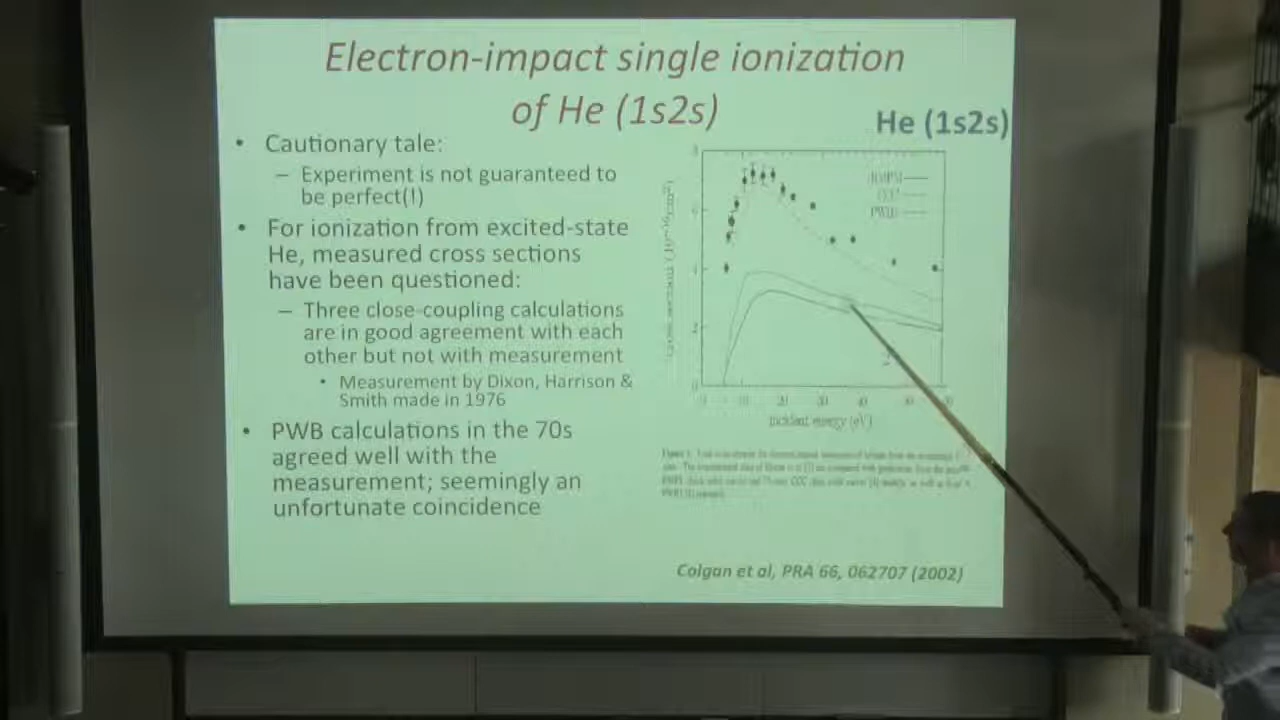 Electron-impact single ionization
of He (1s2s)
He (1s2s)
• Cautionary tale:
– Experiment is not guaranteed to
be perfect(!)
• For ionization from excited-state
He, measured cross sections
have been questioned:
– Three close-coupling calculations
are in good agreement with each
other but not with measurement
• Measurement by Dixon, Harrison &
Smith made in 1976
• PWB calculations in the 70s
agreed well with the
measurement; seemingly an
unfortunate coincidence
incident energy (eV)
Colgan et al, PRA 66, 062707 (2002)